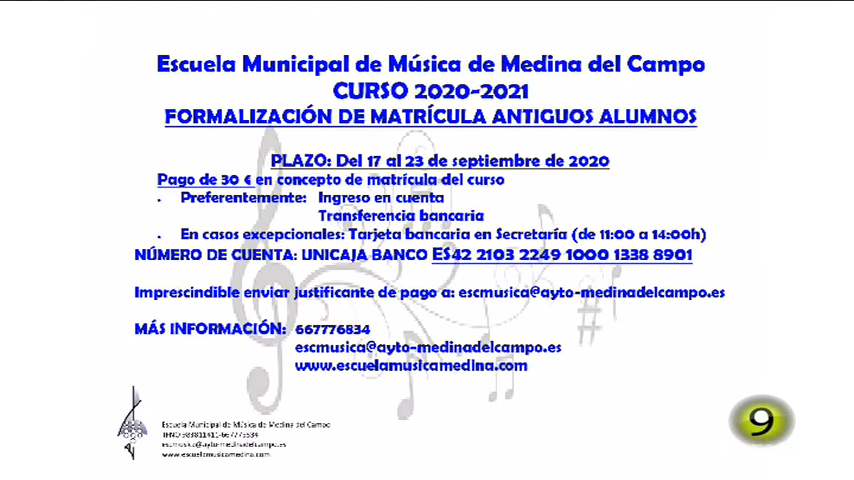 Escuela Municipal de Música de Medina del Campo
CURSO 2020-2021
FORMALIZACIÓN DE MATRÍCULA ANTIGUOS ALUMNOS
PLAZO: Del 17 al 23 de septiembre de 2020
Pago de 30 € en concepto de matrícula del curso
• Preferentemente: Ingreso en cuenta
Transferencia bancaria
• En casos excepcionales: Tarjeta bancaria en Secretaría (de 11:00 a 14:00h)
NÚMERO DE CUENTA: UNICAJA BANCO ES42 2103 2249 1000 1338 8901
Imprescindible enviar justificante de pago a: escmusica@ayto-medinadelcampo.es
MÁS INFORMACIÓN: 667776834
escmusica@ayto-medinadelcampo.es
www.escuelamusicamedina.com
Escuela Municipal de Música de Medina del Campo
escmusica@ayto-medinadelcampo.es
www.escuelamusicamedina.com
9